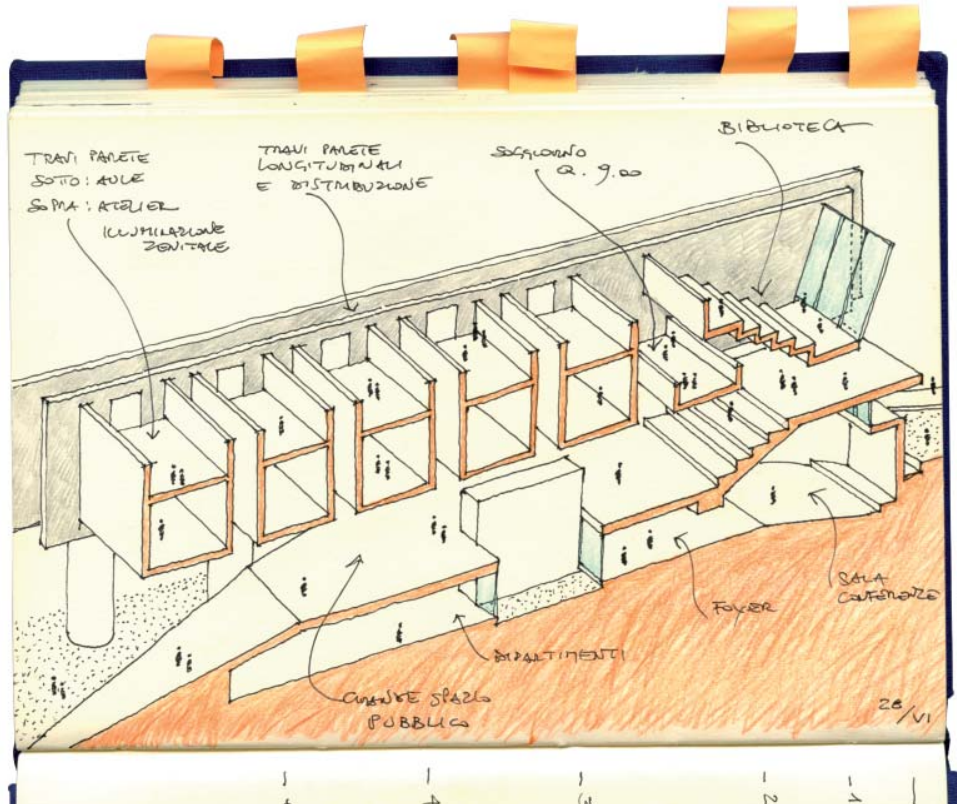 TRAVI PARETE
SOTTO: AULE
SOPRA: ATELIER
ILLUMINAZIONE
ZENITALE
TRAVI PARETE
LONGITUDINALI
E DISTRIBUZIONE
SOGGIORNO
Q. 9.00
BIBLIOTECA
SALA
CONFERENZE
FOYER
DIPARTIMENTI
GRANDE SPAZIO
PUBBLICO
28/VI